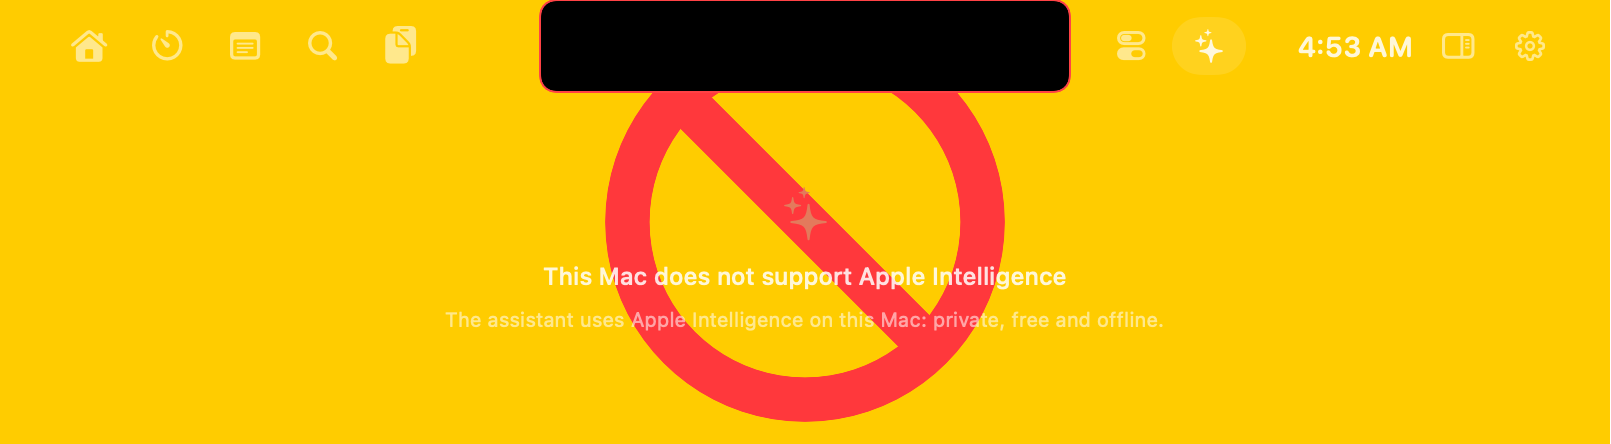 4:53 AM
This Mac does not support Apple Intelligence
The assistant uses Apple Intelligence on this Mac: private, free and offline.